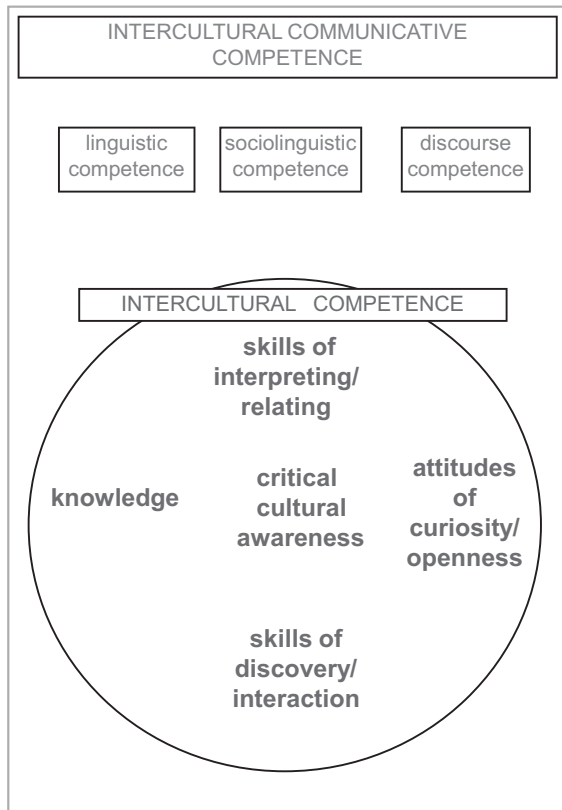 INTERCULTURAL COMMUNICATIVE
COMPETENCE
linguistic
competence
sociolinguistic
competence
discourse
competence
INTERCULTURAL COMPETENCE
skills of
interpreting/
relating
knowledge
critical
cultural
awareness
attitudes
of
curiosity/
openness
skills of
discovery/
interaction